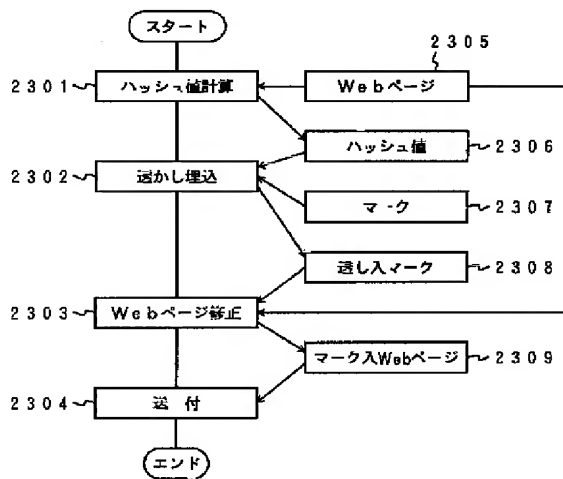 スタート
2305
2301 ハッシュ値計算 Webページ
ハッシュ値 2306
2302 透かし埋込
マーク 2307
透し入マーク 2308
2303 Webページ修正
マーク入Webページ 2309
2304 送 付
エンド